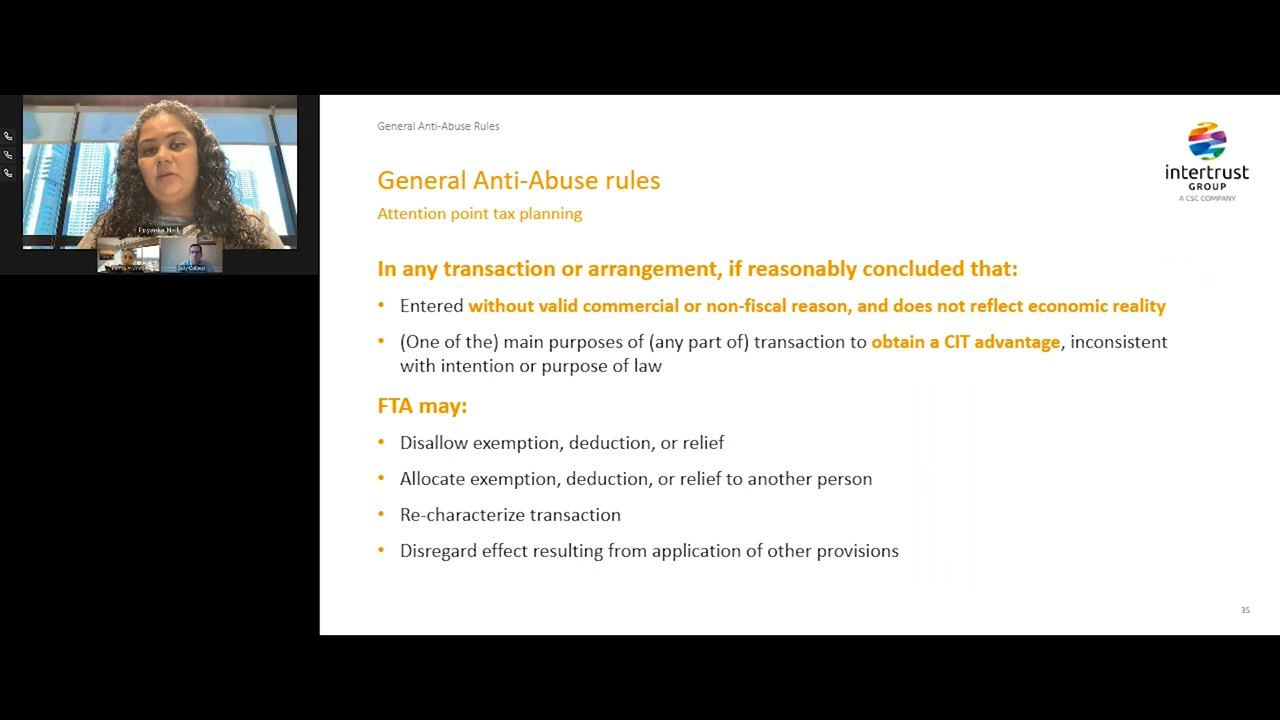 General Anti-Abuse Rules
intertrust
GROUP
A CSC COMPANY
General Anti-Abuse rules
Attention point tax planning
In any transaction or arrangement, if reasonably concluded that:
• Entered without valid commercial or non-fiscal reason, and does not reflect economic reality
• (One of the) main purposes of (any part of) transaction to obtain a CIT advantage, inconsistent
with intention or purpose of law
FTA may:
• Disallow exemption, deduction, or relief
• Allocate exemption, deduction, or relief to another person
• Re-characterize transaction
• Disregard effect resulting from application of other provisions
35
Priyanka Naik